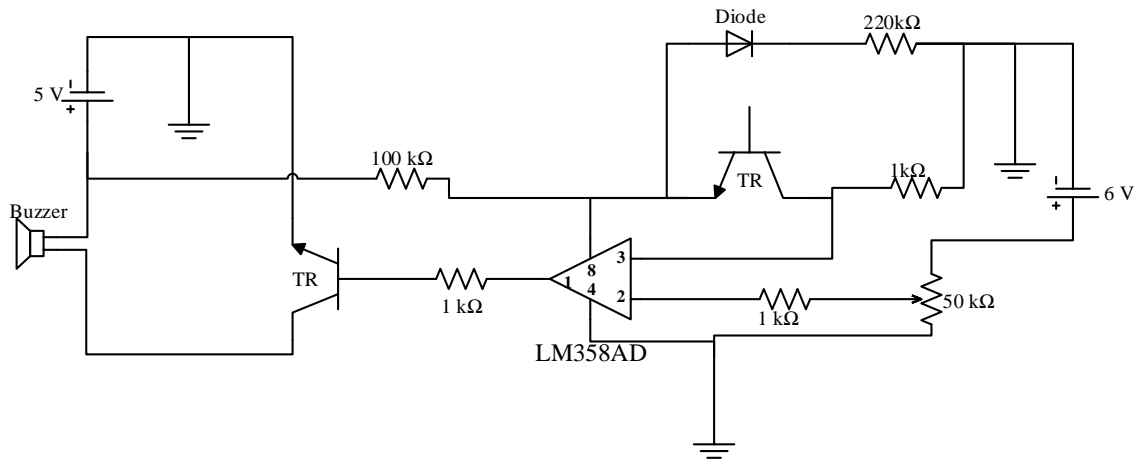 Diode
220kΩ
-
5 V
+
100 kΩ
TR
1kΩ
-
6 V
+
Buzzer
TR
8
3
1
4
2
1 kΩ
1 kΩ
50 kΩ
LM358AD